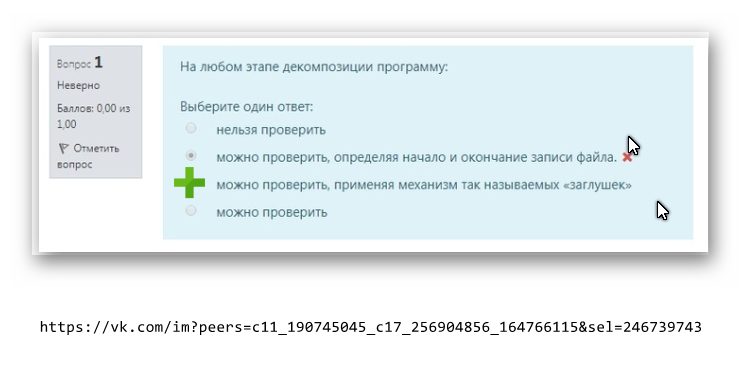 Вопрос 1
Неверно
Баллов: 0,00 из
1,00
Отметить
вопрос
На любом этапе декомпозиции программу:
Выберите один ответ:
нельзя проверить
можно проверить, определяя начало и окончание записи файла.
можно проверить, применяя механизм так называемых «заглушек»
можно проверить
https://vk.com/im?peers=c11_190745045_c17_256904856_164766115&sel=246739743